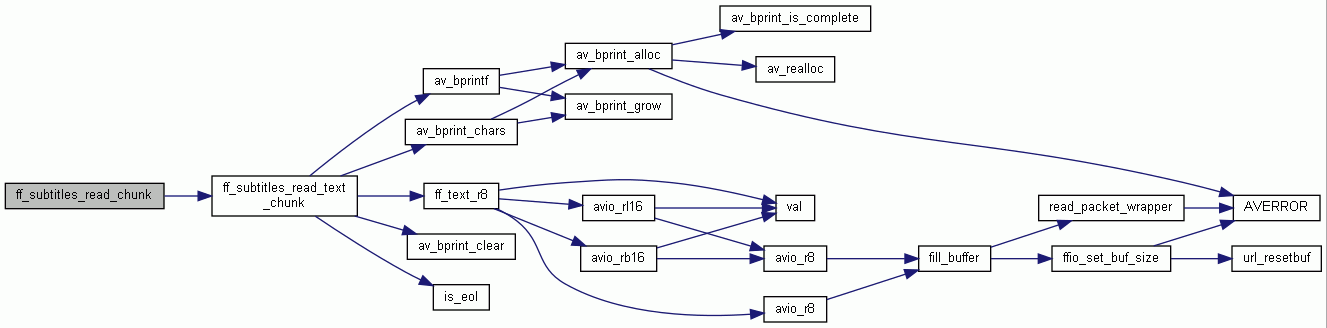 av_bprint_is_complete
av_bprint_alloc
av_realloc
av_bprintf
av_bprint_grow
av_bprint_chars
ff_subtitles_read_chunk
ff_subtitles_read_text
_chunk
ff_text_r8
avio_rl16
val
read_packet_wrapper
AVERROR
av_bprint_clear
avio_rb16
avio_r8
fill_buffer
ffio_set_buf_size
url_resetbuf
is_eol
avio_r8